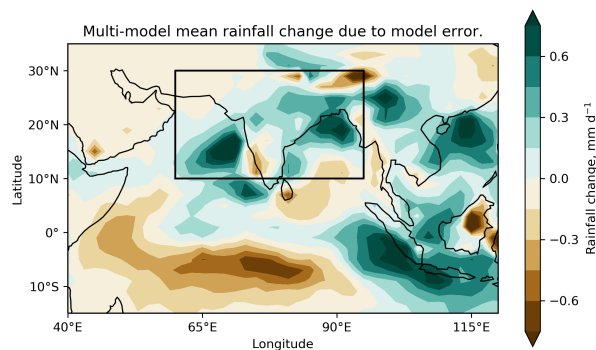 Multi-model mean rainfall change due to model error.
30°N
20°N
10°N
0°
10°S
Latitude
40°E
65°E
90°E
115°E
Longitude
0.6
0.3
0.0
−0.3
−0.6
Rainfall change, mm d⁻¹